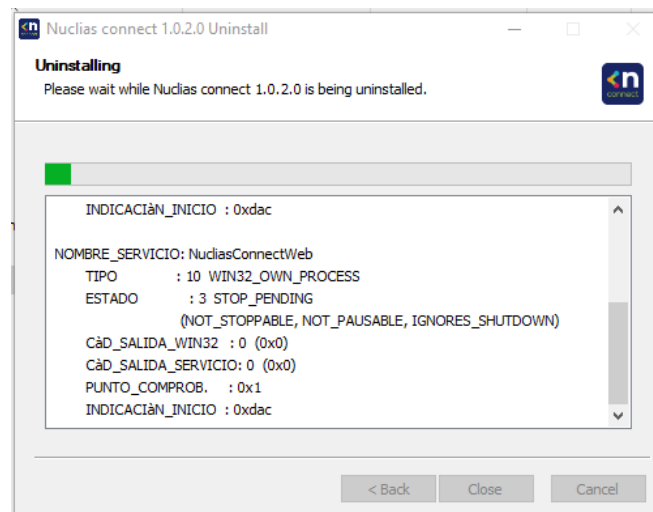 Nuclias connect 1.0.2.0 Uninstall
Uninstalling
Please wait while Nuclias connect 1.0.2.0 is being uninstalled.
<n
connect
INDICACIàN_INICIO : 0xdac
NOMBRE_SERVICIO: NucliasConnectWeb
TIPO : 10 WIN32_OWN_PROCESS
ESTADO : 3 STOP_PENDING
(NOT_STOPPABLE, NOT_PAUSABLE, IGNORES_SHUTDOWN)
CàD_SALIDA_WIN32 : 0 (0x0)
CàD_SALIDA_SERVICIO: 0 (0x0)
PUNTO_COMPROB. : 0x1
INDICACIàN_INICIO : 0xdac
< Back Close Cancel